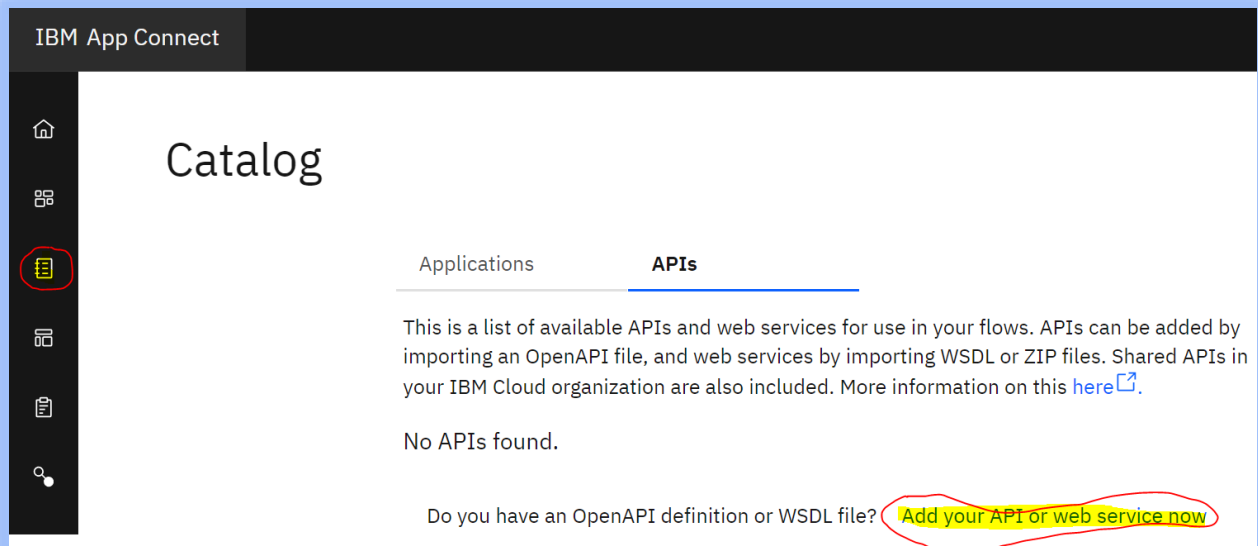 IBM App Connect
Catalog
Applications
APIs
This is a list of available APIs and web services for use in your flows. APIs can be added by
importing an OpenAPI file, and web services by importing WSDL or ZIP files. Shared APIs in
your IBM Cloud organization are also included. More information on this here.
No APIs found.
Do you have an OpenAPI definition or WSDL file? Add your API or web service now